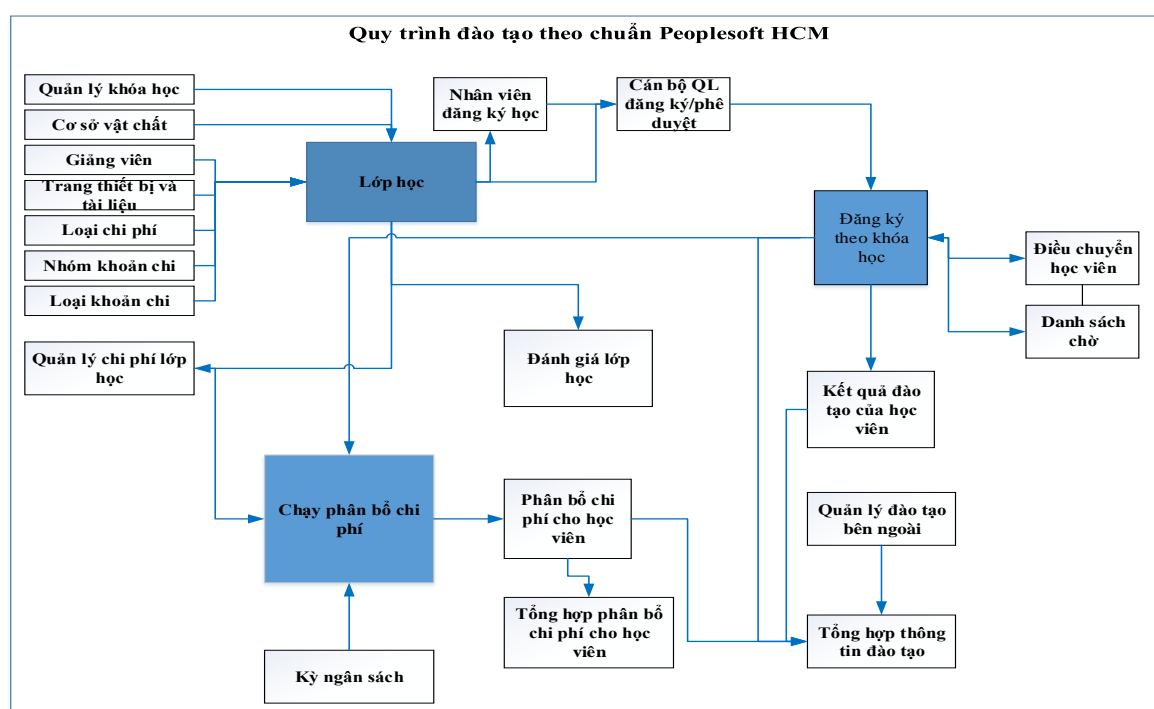 Quy trình đào tạo theo chuẩn Peoplesoft HCM
Quản lý khóa học
Cơ sở vật chất
Giảng viên
Trang thiết bị và
tài liệu
Loại chi phí
Nhóm khoản chi
Loại khoản chi
Lớp học
Nhân viên
đăng ký học
Cán bộ QL
đăng ký/phê
duyệt
Đăng ký
theo khóa
học
Điều chuyển
học viên
Danh sách
chờ
Quản lý chi phí lớp
học
Đánh giá lớp
học
Kết quả đào
tạo của học
viên
Chạy phân bổ chi
phí
Phân bổ chi
phí cho học
viên
Quản lý đào tạo
bên ngoài
Tổng hợp phân bổ
chi phí cho học
viên
Tổng hợp thông
tin đào tạo
Kỳ ngân sách